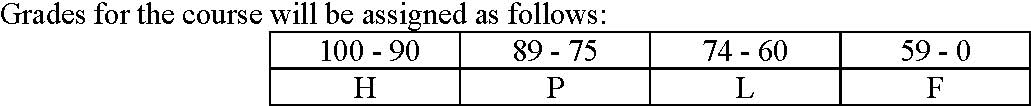 Grades for the course will be assigned as follows:
100 - 90 89 - 75 74 - 60 59 - 0
H P L F